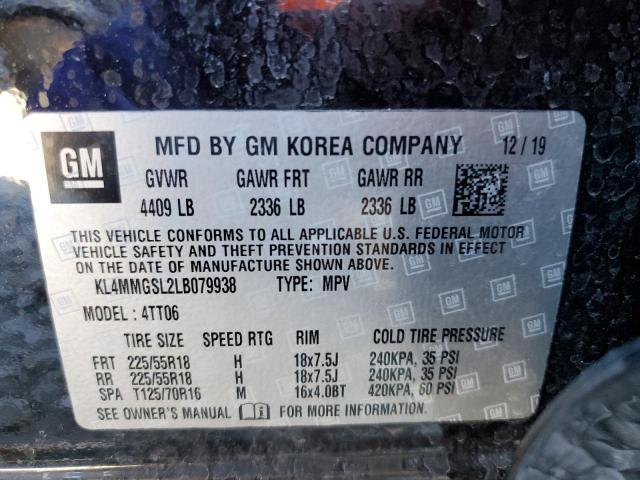 GM MFD BY GM KOREA COMPANY 12 / 19
GVWR GAWR FRT GAWR RR
4409 LB 2336 LB 2336 LB
THIS VEHICLE CONFORMS TO ALL APPLICABLE U.S. FEDERAL MOTOR
VEHICLE SAFETY AND THEFT PREVENTION STANDARDS IN EFFECT
ON THE DATE OF MANUFACTURE SHOWN ABOVE.
KL4MMGSL2LB079938 TYPE: MPV
MODEL : 4TT06
TIRE SIZE SPEED RTG RIM COLD TIRE PRESSURE
FRT 225/55R18 H 18x7.5J 240KPA, 35 PSI
RR 225/55R18 H 18x7.5J 240KPA, 35 PSI
SPA T125/70R16 M 16x4.0BT 420KPA, 60 PSI
SEE OWNER'S MANUAL i FOR MORE INFORMATION.